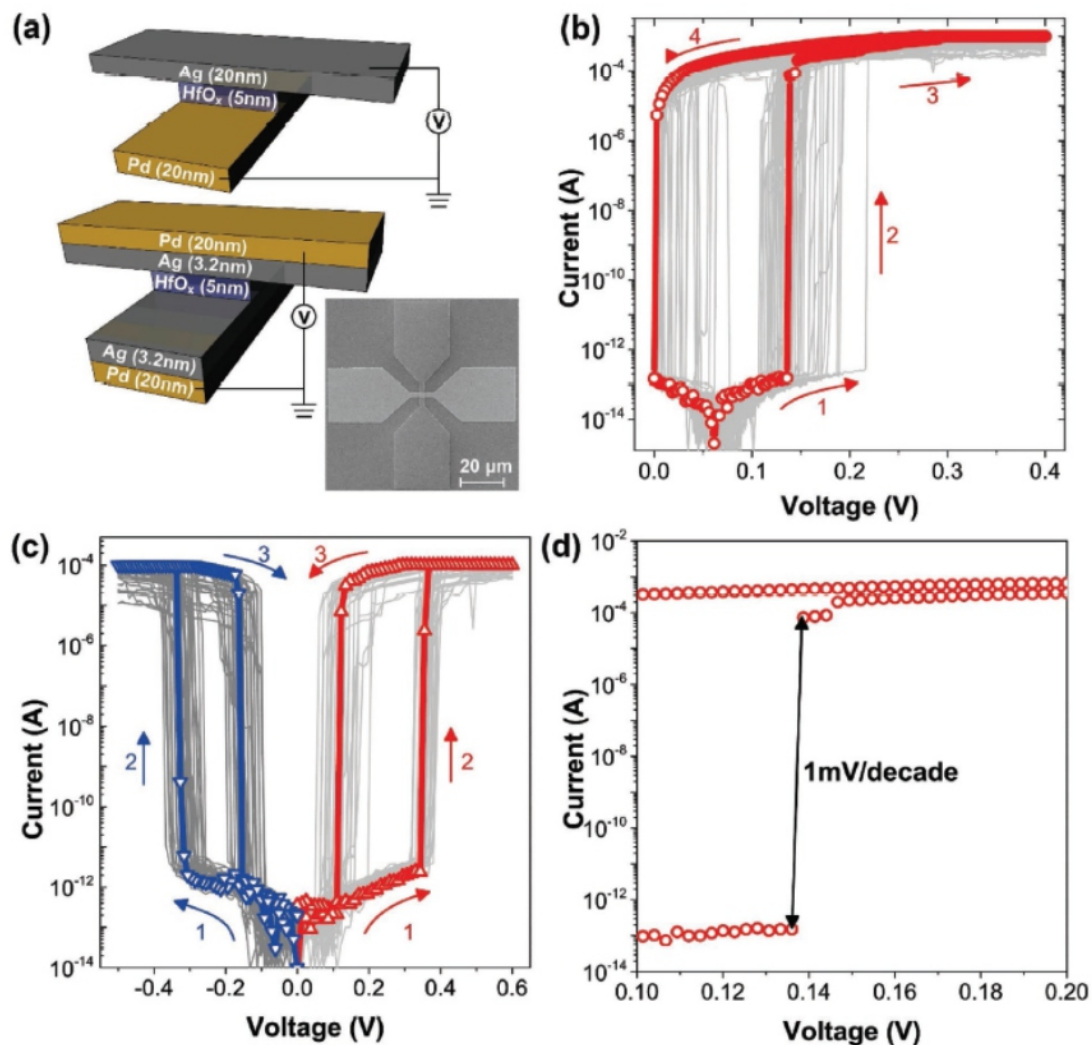 (a)
Ag (20nm)
HfOₓ (5nm)
Pd (20nm)
V
Pd (20nm)
Ag (3.2nm)
HfOₓ (5nm)
Ag (3.2nm)
Pd (20nm)
V
20 μm
(b)
Current (A)
10⁻⁴
10⁻⁶
10⁻⁸
10⁻¹⁰
10⁻¹²
10⁻¹⁴
4
3
2
1
0.0 0.1 0.2 0.3 0.4
Voltage (V)
(c)
Current (A)
10⁻⁴
10⁻⁶
10⁻⁸
10⁻¹⁰
10⁻¹²
10⁻¹⁴
3 3
2 2
1 1
-0.4 -0.2 0.0 0.2 0.4 0.6
Voltage (V)
(d)
Current (A)
10⁻²
10⁻⁴
10⁻⁶
10⁻⁸
10⁻¹⁰
10⁻¹²
10⁻¹⁴
1mV/decade
0.10 0.12 0.14 0.16 0.18 0.20
Voltage (V)